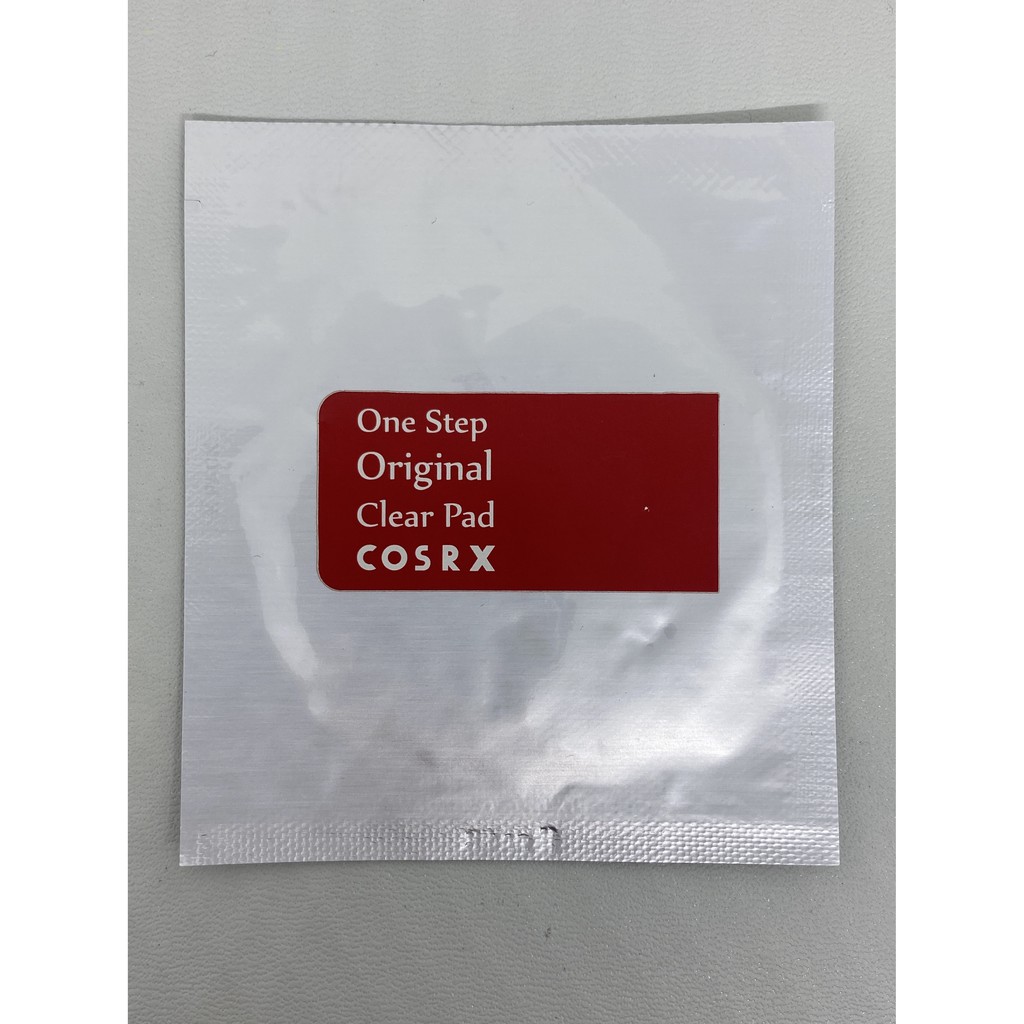 One Step
Original
Clear Pad
COSRX